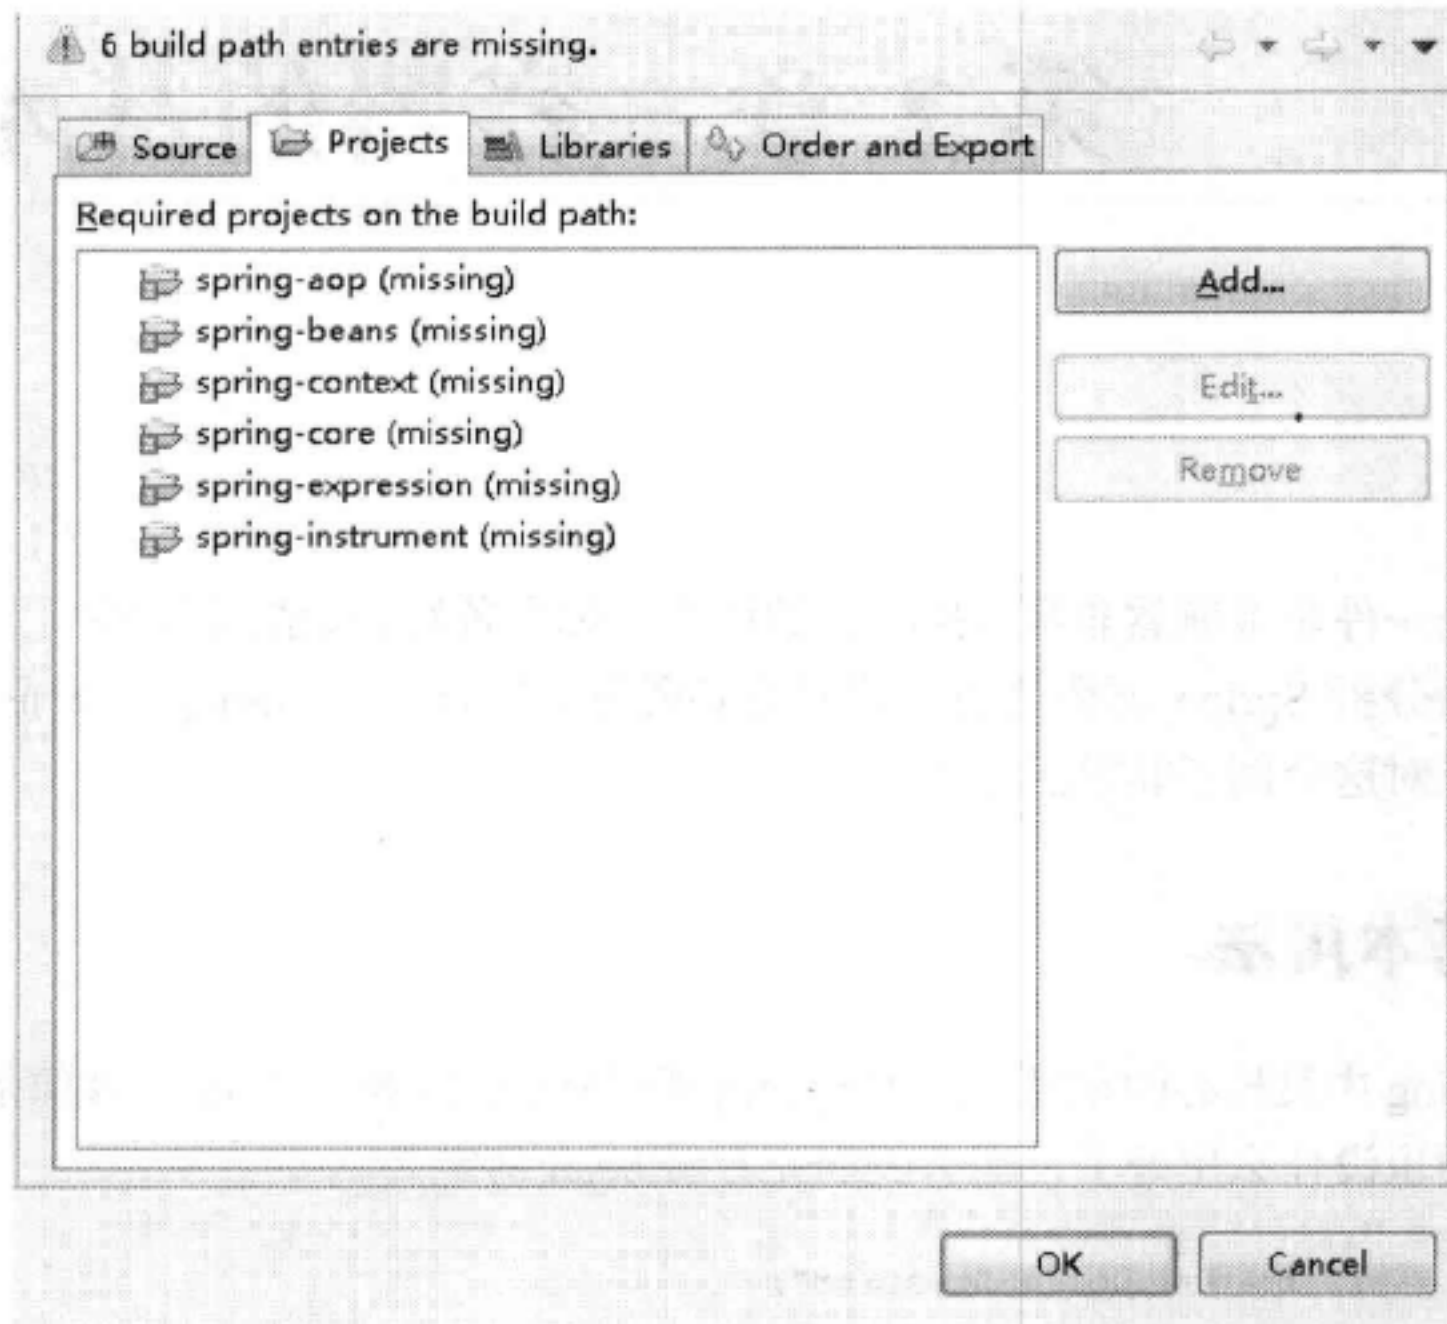 6 build path entries are missing.
Source Projects Libraries Order and Export
Required projects on the build path:
spring-aop (missing)
spring-beans (missing)
spring-context (missing)
spring-core (missing)
spring-expression (missing)
spring-instrument (missing)
Add...
Edit...
Remove
OK Cancel